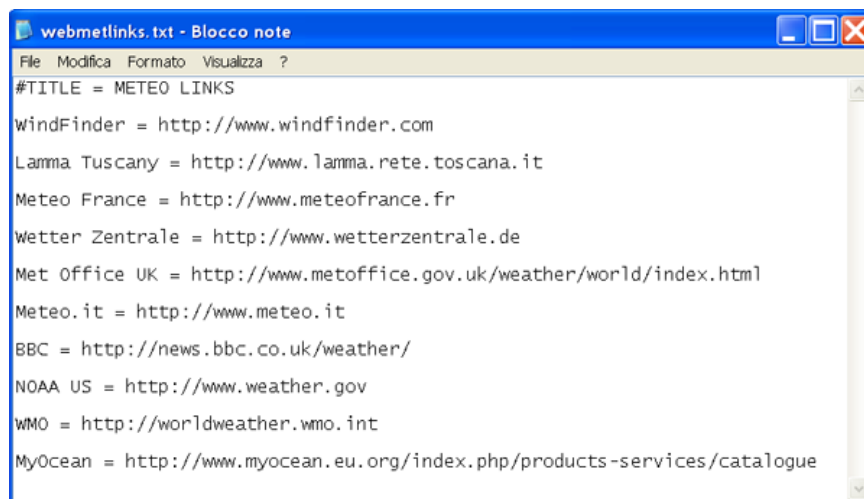 webmetlinks.txt - Blocco note
File Modifica Formato Visualizza ?
#TITLE = METEO LINKS
WindFinder = http://www.windfinder.com
Lamma Tuscany = http://www.lamma.rete.toscana.it
Meteo France = http://www.meteofrance.fr
Wetter Zentrale = http://www.wetterzentrale.de
Met Office UK = http://www.metoffice.gov.uk/weather/world/index.html
Meteo.it = http://www.meteo.it
BBC = http://news.bbc.co.uk/weather/
NOAA US = http://www.weather.gov
WMO = http://worldweather.wmo.int
MyOcean = http://www.myocean.eu.org/index.php/products-services/catalogue